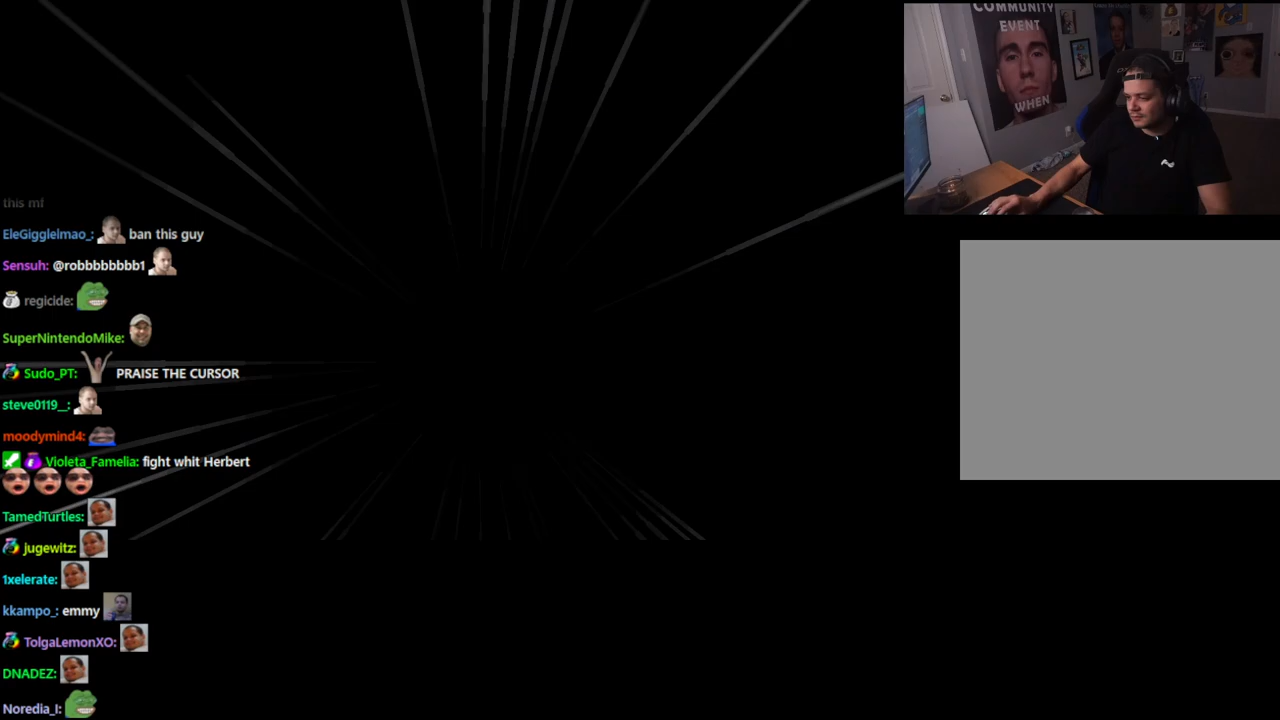 COMMUNITY
EVENT
WHEN
this mf
EleGigglelmao_: ban this guy
Sensuh: @robbbbbbbb1
regicide:
SuperNintendoMike:
Sudo_PT: PRAISE THE CURSOR
steve0119__:
moodymind4:
Violeta_Famelia: fight whit Herbert
TamedTurtles:
jugewitz:
1xelerate:
kkampo_: emmy
TolgaLemonXO:
DNADEZ:
Noredia_I: